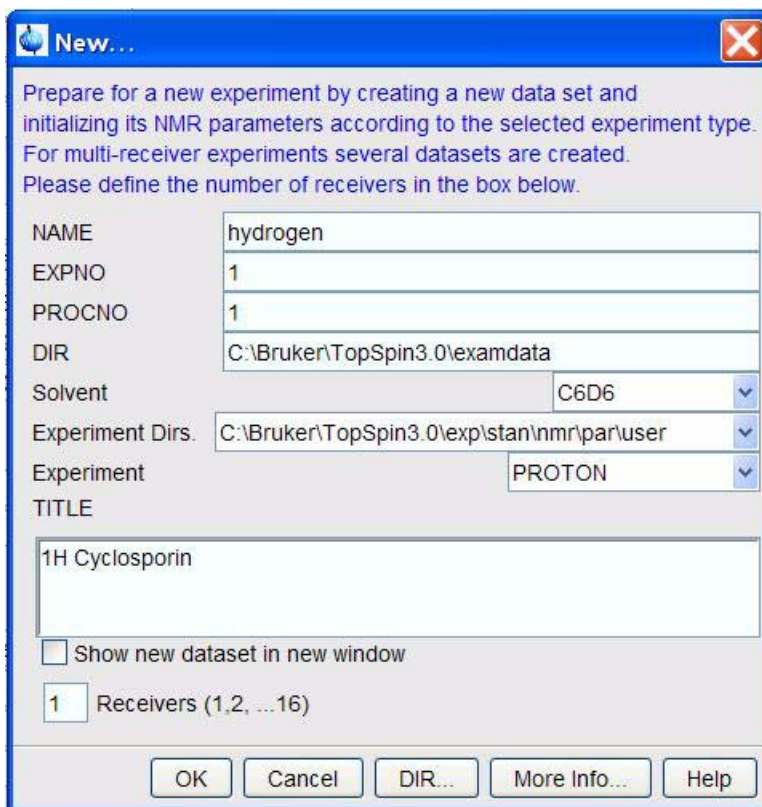 New...
Prepare for a new experiment by creating a new data set and
initializing its NMR parameters according to the selected experiment type.
For multi-receiver experiments several datasets are created.
Please define the number of receivers in the box below.
NAME hydrogen
EXPNO 1
PROCNO 1
DIR C:\Bruker\TopSpin3.0\examdata
Solvent C6D6
Experiment Dirs. C:\Bruker\TopSpin3.0\exp\stan\nmr\par\user
Experiment PROTON
TITLE
1H Cyclosporin
Show new dataset in new window
1 Receivers (1,2, ...16)
OK Cancel DIR... More Info... Help